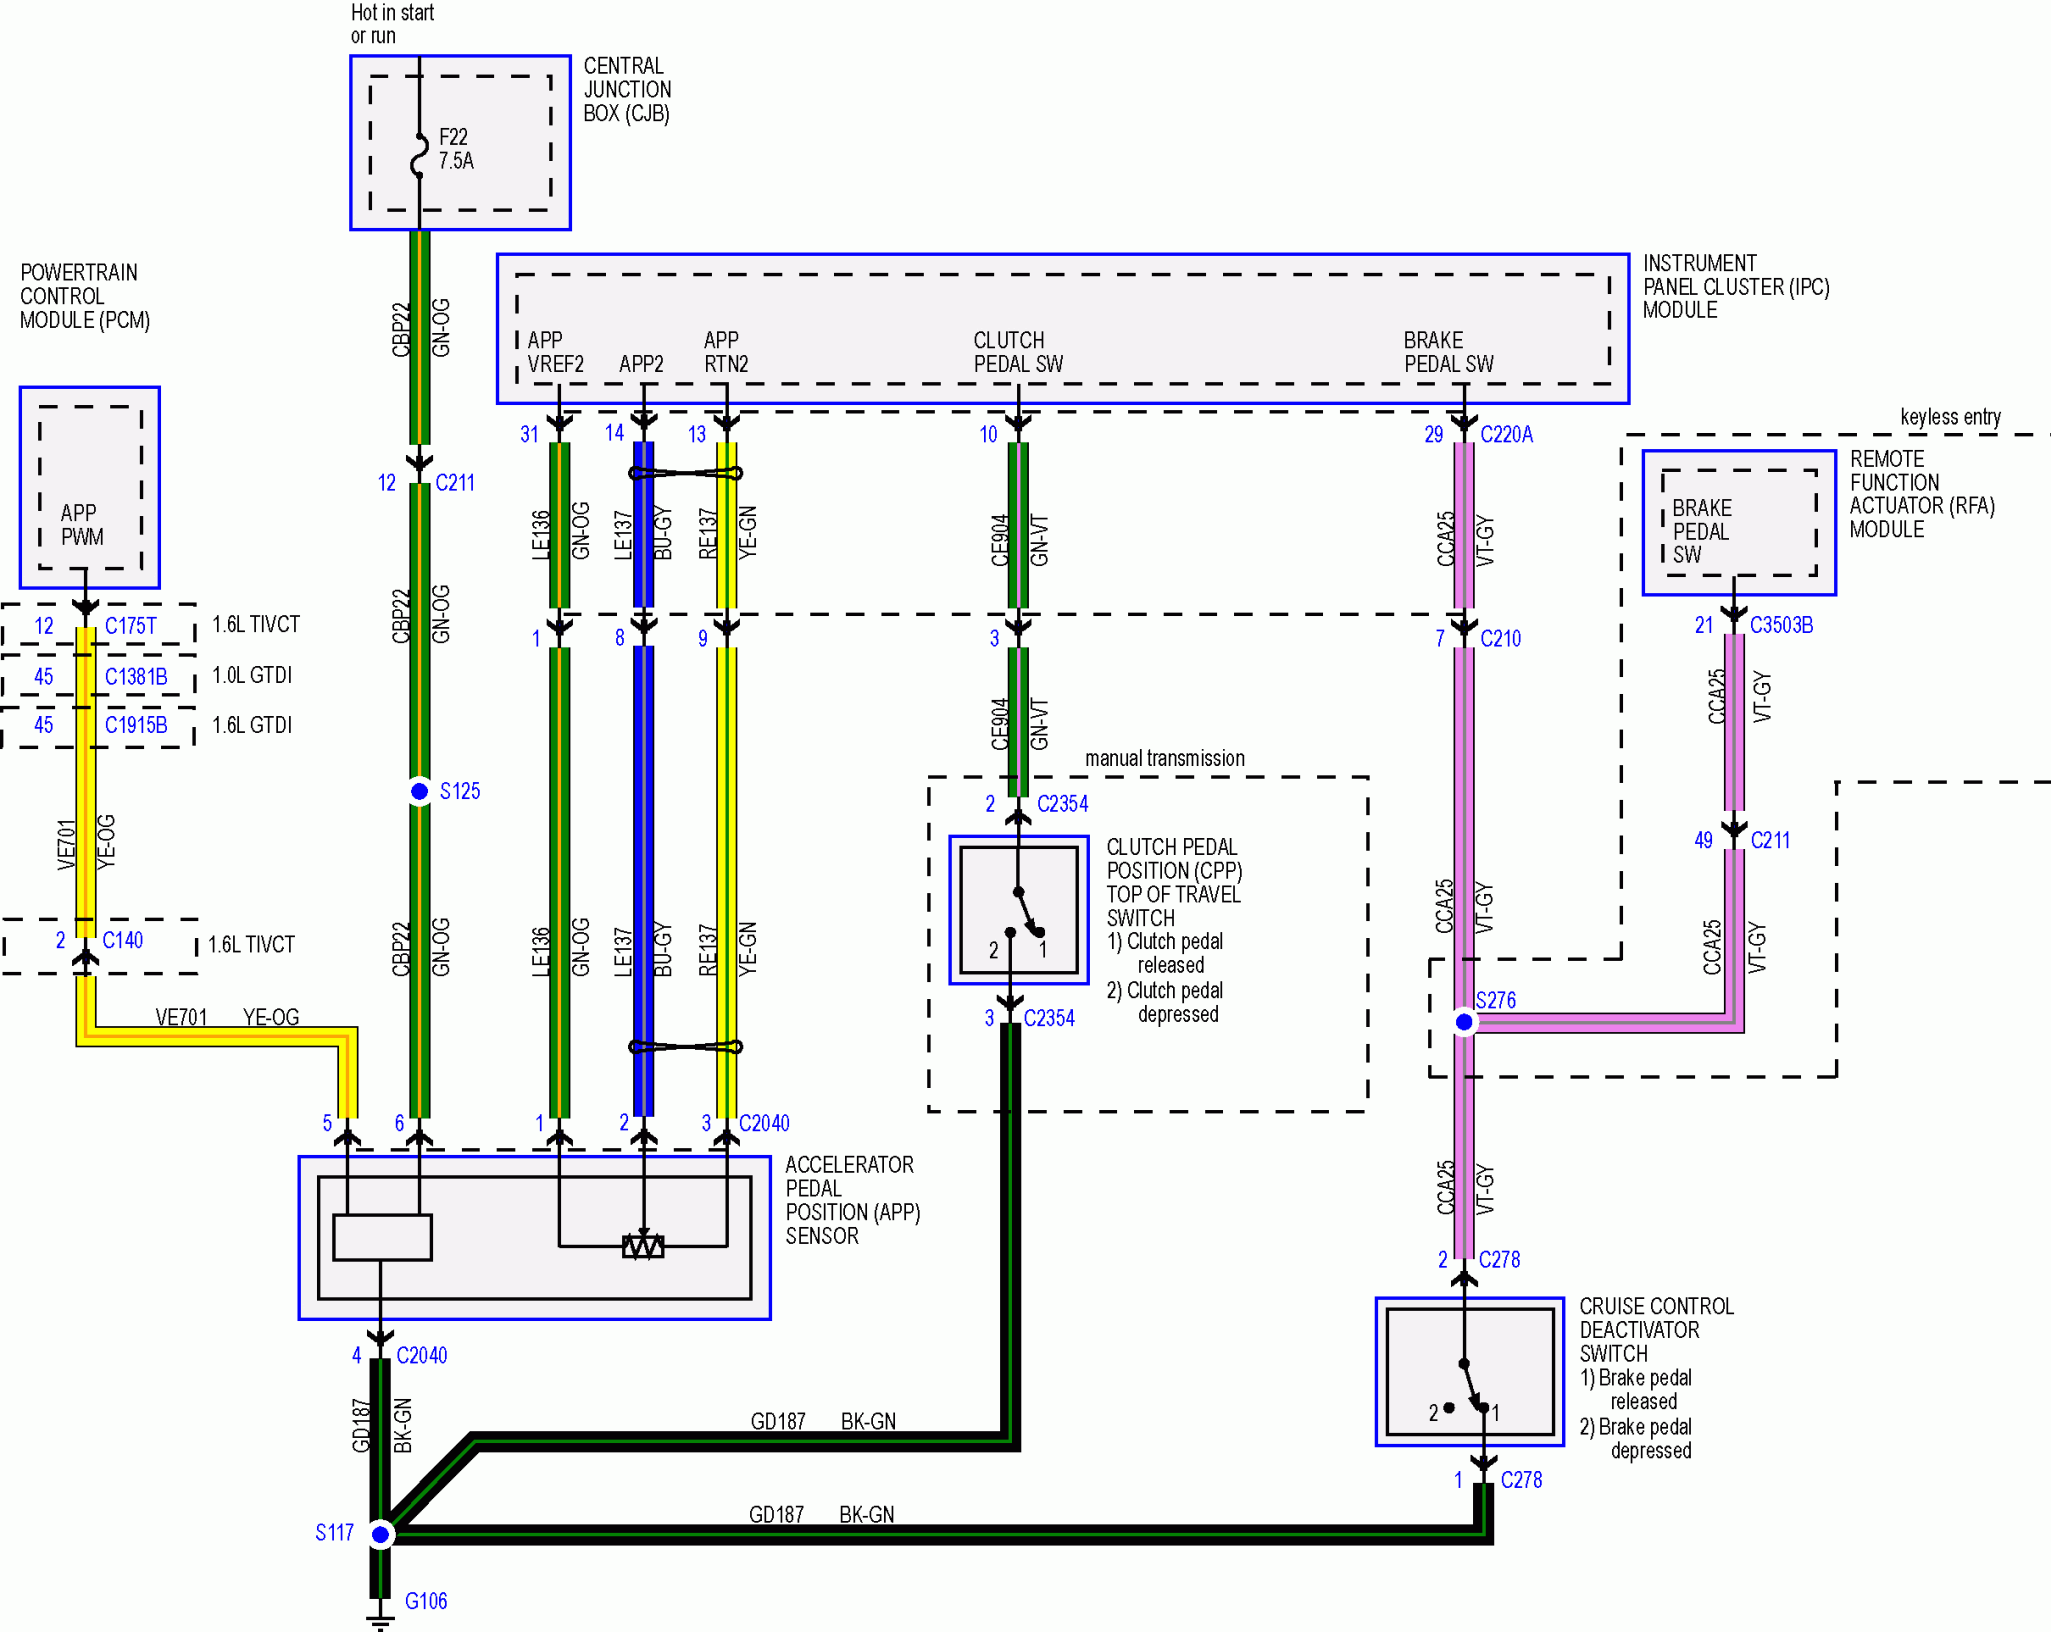 Hot in start
or run
CENTRAL
JUNCTION
BOX (CJB)
F22
7.5A
POWERTRAIN
CONTROL
MODULE (PCM)
CBP22
GN-OG
INSTRUMENT
PANEL CLUSTER (IPC)
MODULE
APP
VREF2
APP2
APP
RTN2
CLUTCH
PEDAL SW
BRAKE
PEDAL SW
31
14
13
10
29
C220A
keyless entry
REMOTE
FUNCTION
ACTUATOR (RFA)
MODULE
BRAKE
PEDAL
SW
12
C211
APP
PWM
LE136
GN-OG
LE137
BU-GY
RE137
YE-GN
CE904
GN-VT
CCA25
VT-GY
12
C175T
1.6L TIVCT
CBP22
GN-OG
1
8
9
3
7
C210
21
C3503B
45
C1381B
1.0L GTDI
45
C1915B
1.6L GTDI
CE904
GN-VT
CCA25
VT-GY
manual transmission
S125
2
C2354
VE701
YE-OG
49
C211
CLUTCH PEDAL
POSITION (CPP)
TOP OF TRAVEL
SWITCH
1) Clutch pedal
released
2) Clutch pedal
depressed
2
1
2
C140
1.6L TIVCT
CBP22
GN-OG
LE136
GN-OG
LE137
BU-GY
RE137
YE-GN
CCA25
VT-GY
CCA25
VT-GY
S276
VE701
YE-OG
3
C2354
5
6
1
2
3
C2040
ACCELERATOR
PEDAL
POSITION (APP)
SENSOR
CCA25
VT-GY
2
C278
CRUISE CONTROL
DEACTIVATOR
SWITCH
1) Brake pedal
released
2) Brake pedal
depressed
2
1
4
C2040
GD187
BK-GN
GD187
BK-GN
1
C278
GD187
BK-GN
S117
G106